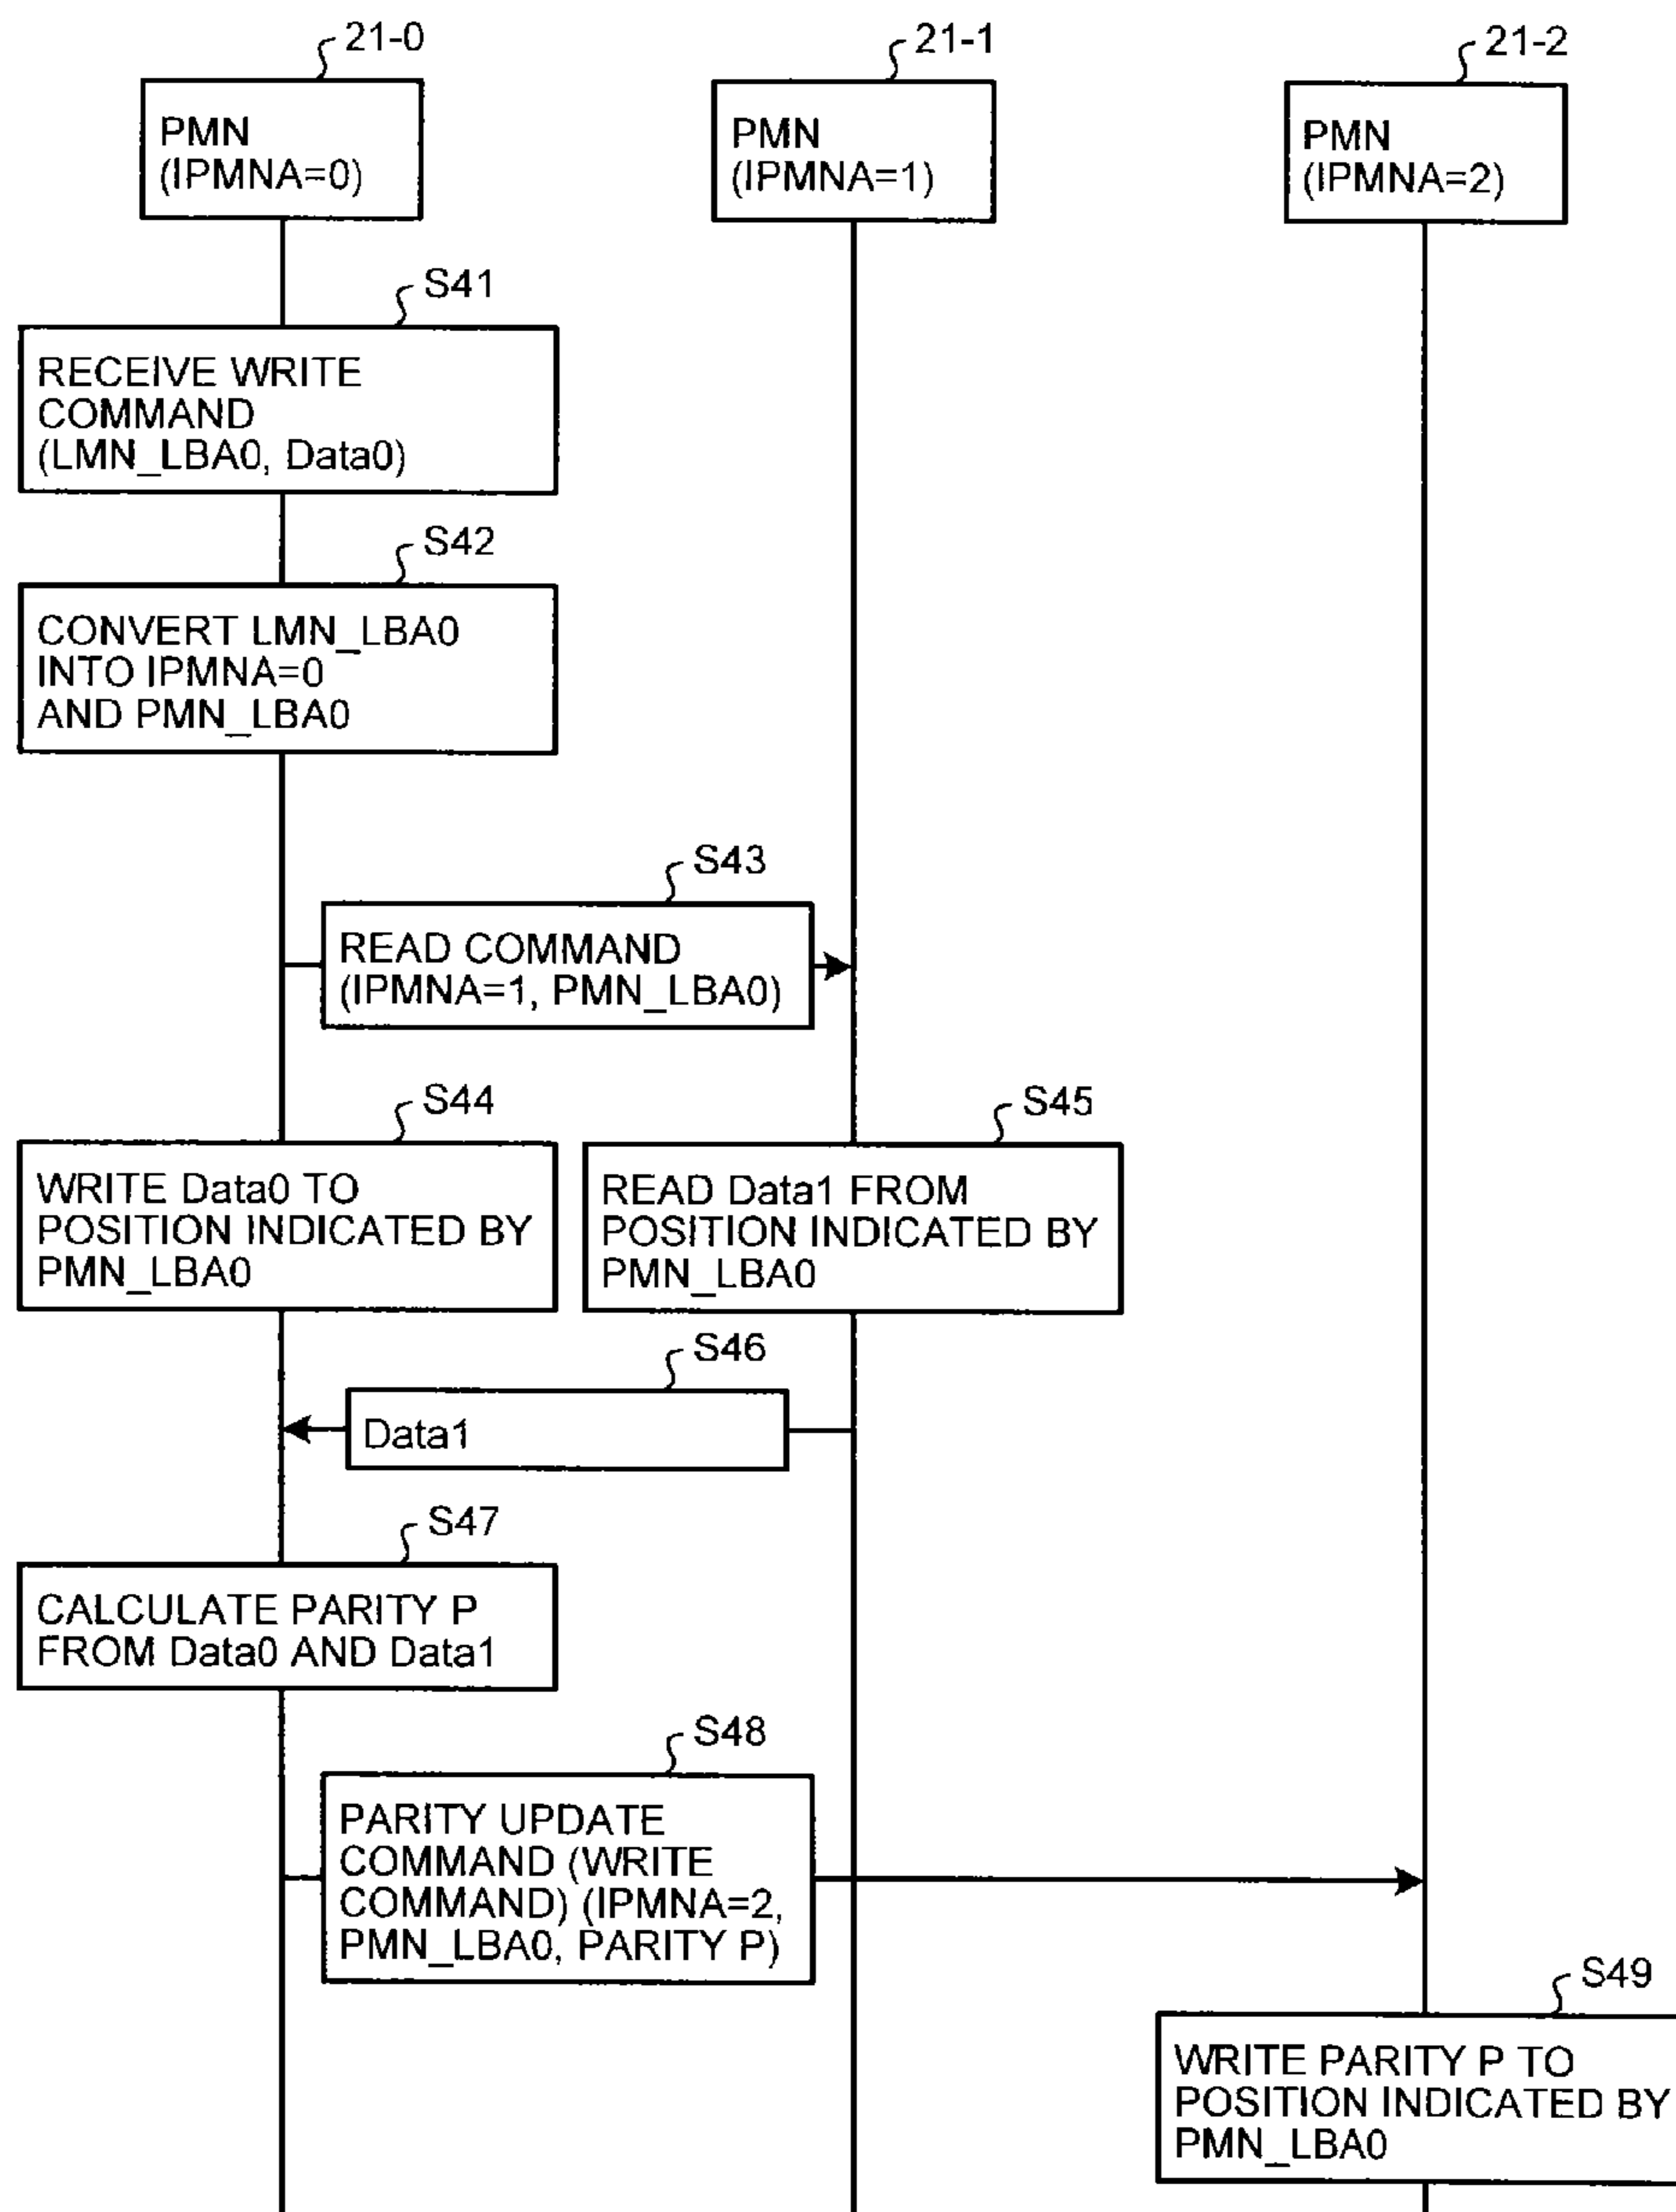 21-0
21-1
21-2
PMN
(IPMNA=0)
PMN
(IPMNA=1)
PMN
(IPMNA=2)
S41
RECEIVE WRITE
COMMAND
(LMN_LBA0, Data0)
S42
CONVERT LMN_LBA0
INTO IPMNA=0
AND PMN_LBA0
S43
READ COMMAND
(IPMNA=1, PMN_LBA0)
S44
WRITE Data0 TO
POSITION INDICATED BY
PMN_LBA0
S45
READ Data1 FROM
POSITION INDICATED BY
PMN_LBA0
S46
Data1
S47
CALCULATE PARITY P
FROM Data0 AND Data1
S48
PARITY UPDATE
COMMAND (WRITE
COMMAND) (IPMNA=2,
PMN_LBA0, PARITY P)
S49
WRITE PARITY P TO
POSITION INDICATED BY
PMN_LBA0